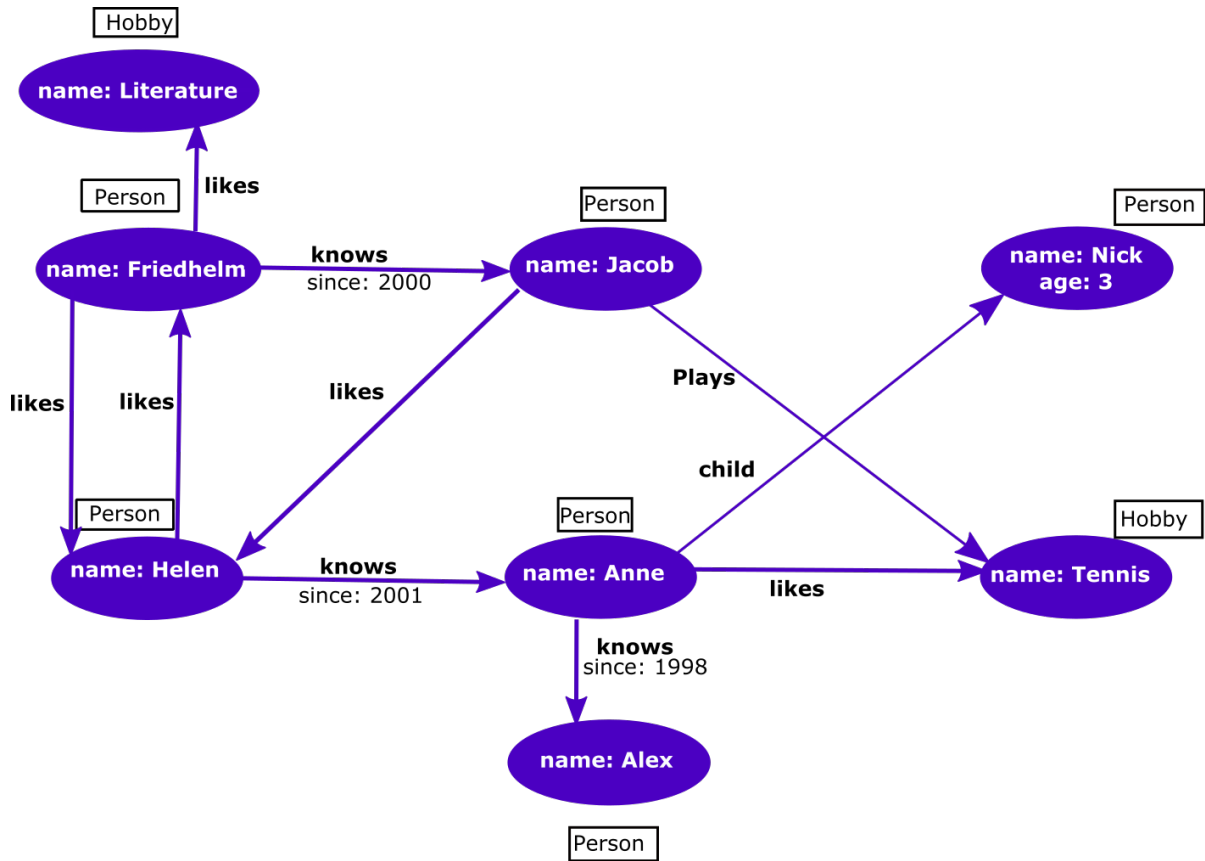 Hobby
name: Literature
likes
Person
Person
Person
name: Friedhelm
knows
since: 2000
name: Jacob
name: Nick
age: 3
likes
likes
likes
Plays
child
Person
Person
Hobby
name: Helen
knows
since: 2001
name: Anne
likes
name: Tennis
knows
since: 1998
name: Alex
Person